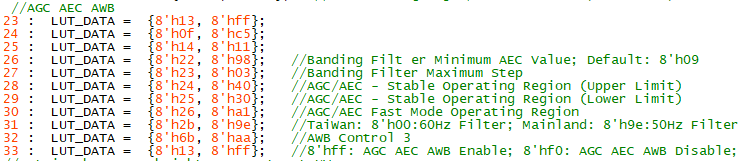 //AGC AEC AWB
23 : LUT_DATA = {8'h13, 8'hff};
24 : LUT_DATA = {8'h0f, 8'hc5};
25 : LUT_DATA = {8'h14, 8'h11};
26 : LUT_DATA = {8'h22, 8'h98}; //Banding Filt er Minimum AEC Value; Default: 8'h09
27 : LUT_DATA = {8'h23, 8'h03}; //Banding Filter Maximum Step
28 : LUT_DATA = {8'h24, 8'h40}; //AGC/AEC - Stable Operating Region (Upper Limit)
29 : LUT_DATA = {8'h25, 8'h30}; //AGC/AEC - Stable Operating Region (Lower Limit)
30 : LUT_DATA = {8'h26, 8'ha1}; //AGC/AEC Fast Mode Operating Region
31 : LUT_DATA = {8'h2b, 8'h9e}; //Taiwan: 8'h00:60Hz Filter; Mainland: 8'h9e:50Hz Filter
32 : LUT_DATA = {8'h6b, 8'haa}; //AWB Control 3
33 : LUT_DATA = {8'h13, 8'hff}; //8'hff: AGC AEC AWB Enable; 8'hf0: AGC AEC AWB Disable;